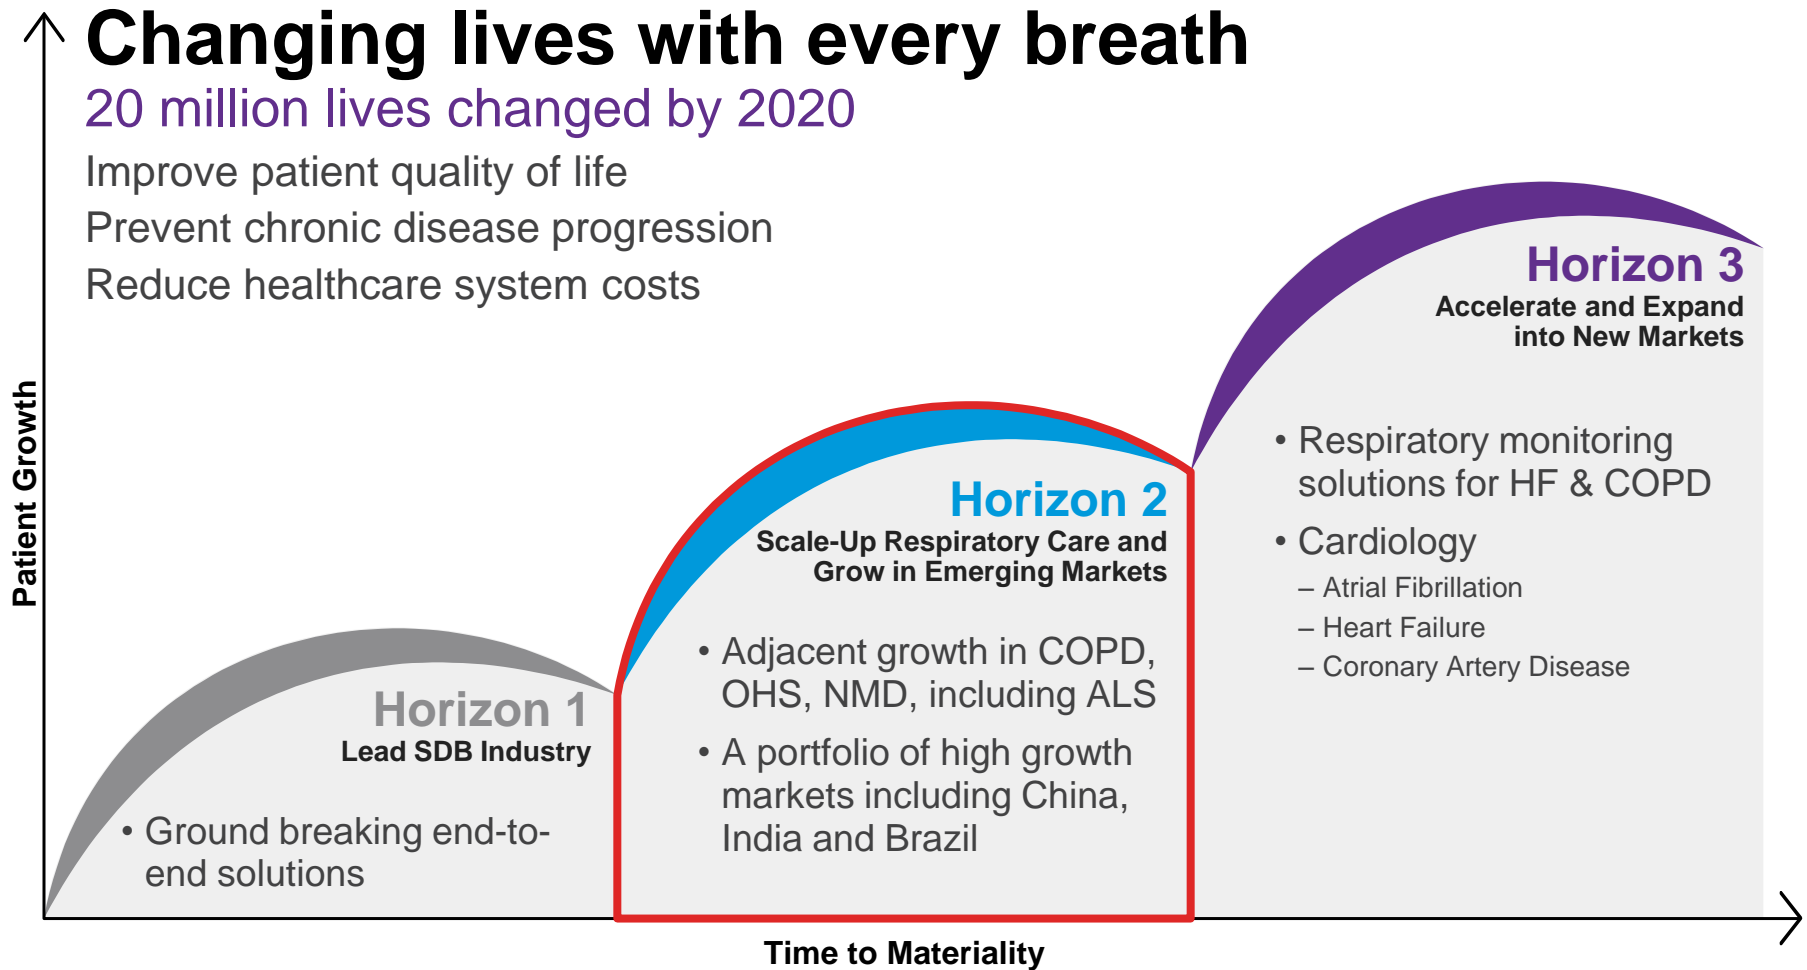 Changing lives with every breath
20 million lives changed by 2020
Improve patient quality of life
Prevent chronic disease progression
Reduce healthcare system costs
Patient Growth
Horizon 1
Lead SDB Industry
• Ground breaking end-to-
end solutions
Horizon 2
Scale-Up Respiratory Care and
Grow in Emerging Markets
• Adjacent growth in COPD,
OHS, NMD, including ALS
• A portfolio of high growth
markets including China,
India and Brazil
Horizon 3
Accelerate and Expand
into New Markets
• Respiratory monitoring
solutions for HF & COPD
• Cardiology
– Atrial Fibrillation
– Heart Failure
– Coronary Artery Disease
Time to Materiality